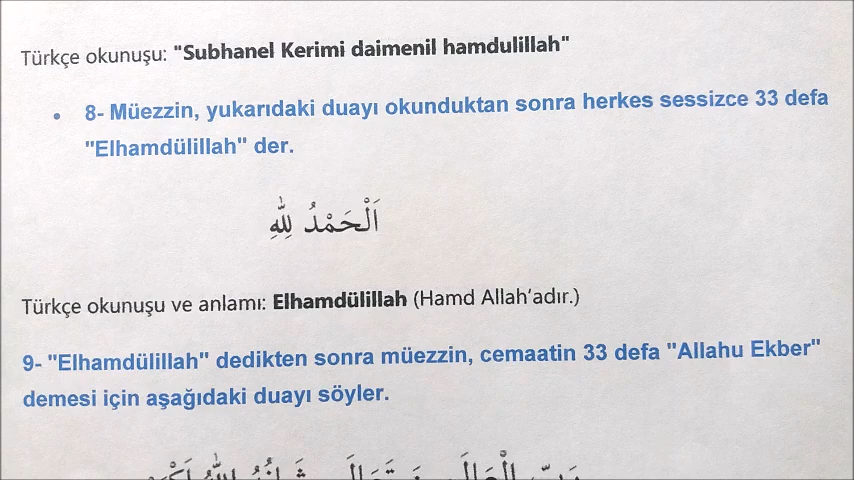 Türkçe okunuşu: "Subhanel Kerimi daimenil hamdulillah"
• 8- Müezzin, yukarıdaki duayı okunduktan sonra herkes sessizce 33 defa
"Elhamdülillah" der.
اَلْحَمْدُ لِلّٰهِ
Türkçe okunuşu ve anlamı: Elhamdülillah (Hamd Allah'adır.)
9- "Elhamdülillah" dedikten sonra müezzin, cemaatin 33 defa "Allahu Ekber"
demesi için aşağıdaki duayı söyler.